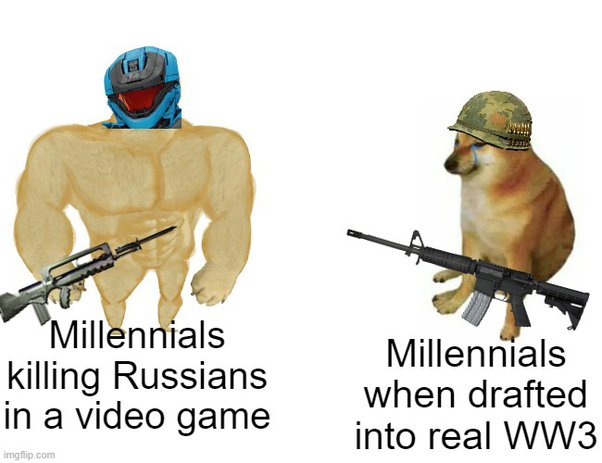 Millennials
killing Russians
in a video game
Millennials
when drafted
into real WW3
imgflip.com